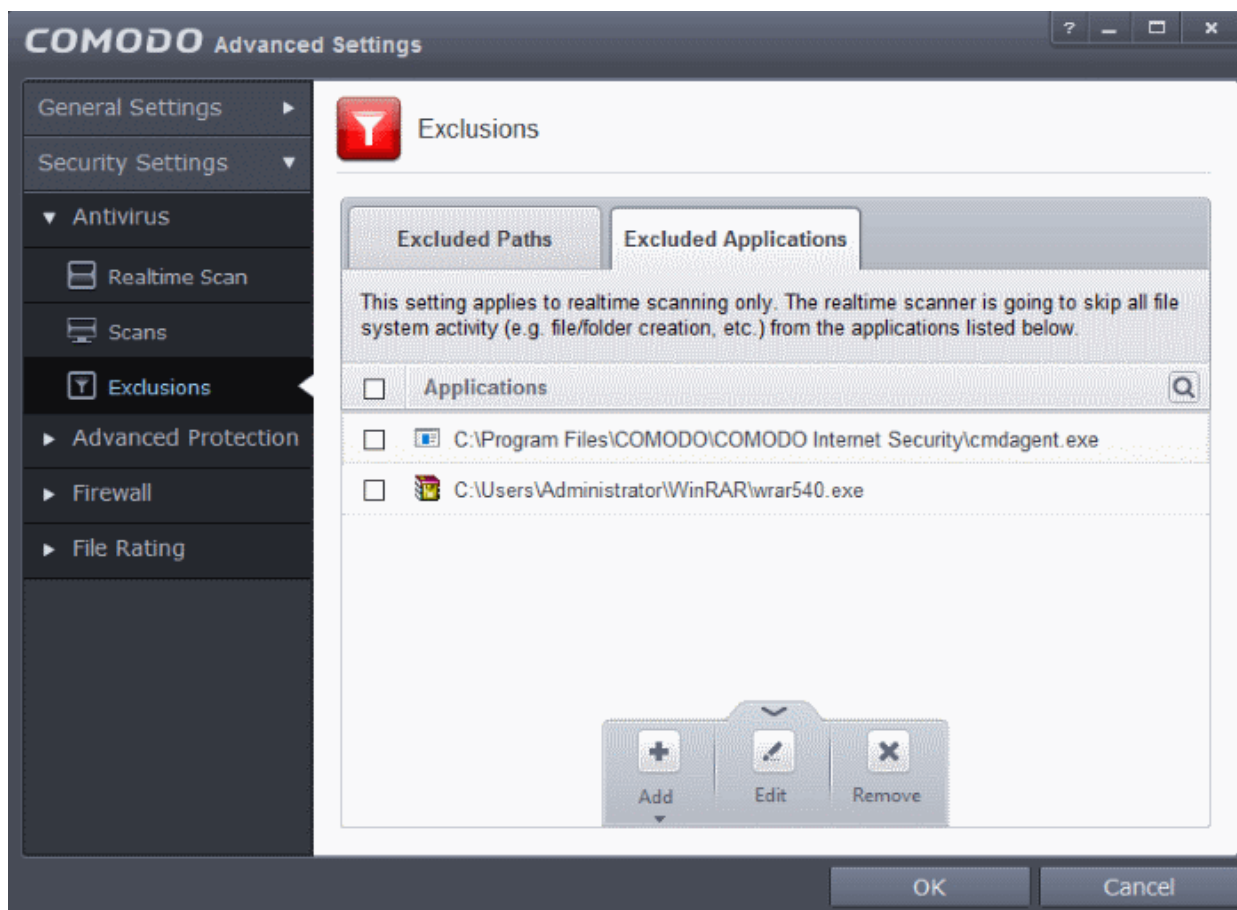 COMODO Advanced Settings
?
General Settings
Security Settings
Antivirus
Realtime Scan
Scans
Exclusions
Advanced Protection
Firewall
File Rating
Exclusions
Excluded Paths
Excluded Applications
This setting applies to realtime scanning only. The realtime scanner is going to skip all file
system activity (e.g. file/folder creation, etc.) from the applications listed below.
Applications
C:\Program Files\COMODO\COMODO Internet Security\cmdagent.exe
C:\Users\Administrator\WinRAR\wrar540.exe
Add
Edit
Remove
OK
Cancel